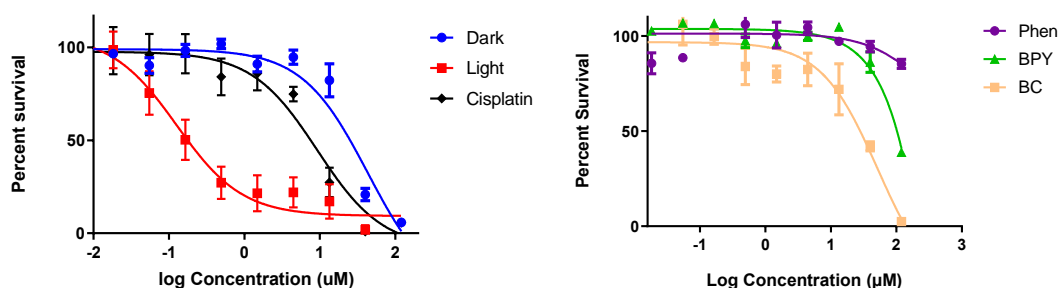 Percent survival
100
50
0
-2
-1
0
1
2
log Concentration (uM)
Dark
Light
Cisplatin
Percent Survival
100
50
0
-1
0
1
2
3
Log Concentration (µM)
Phen
BPY
BC